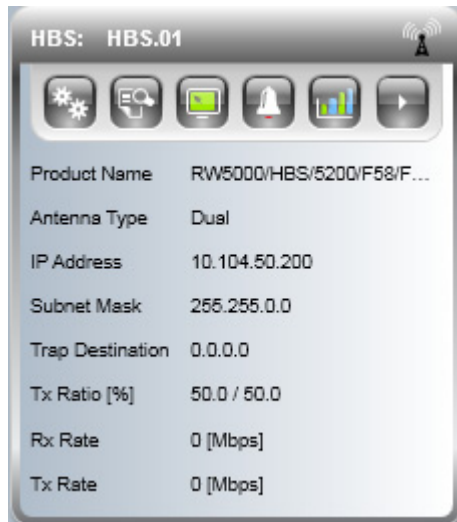 HBS: HBS.01
Product Name RW5000/HBS/5200/F58/F...
Antenna Type Dual
IP Address 10.104.50.200
Subnet Mask 255.255.0.0
Trap Destination 0.0.0.0
Tx Ratio [%] 50.0 / 50.0
Rx Rate 0 [Mbps]
Tx Rate 0 [Mbps]